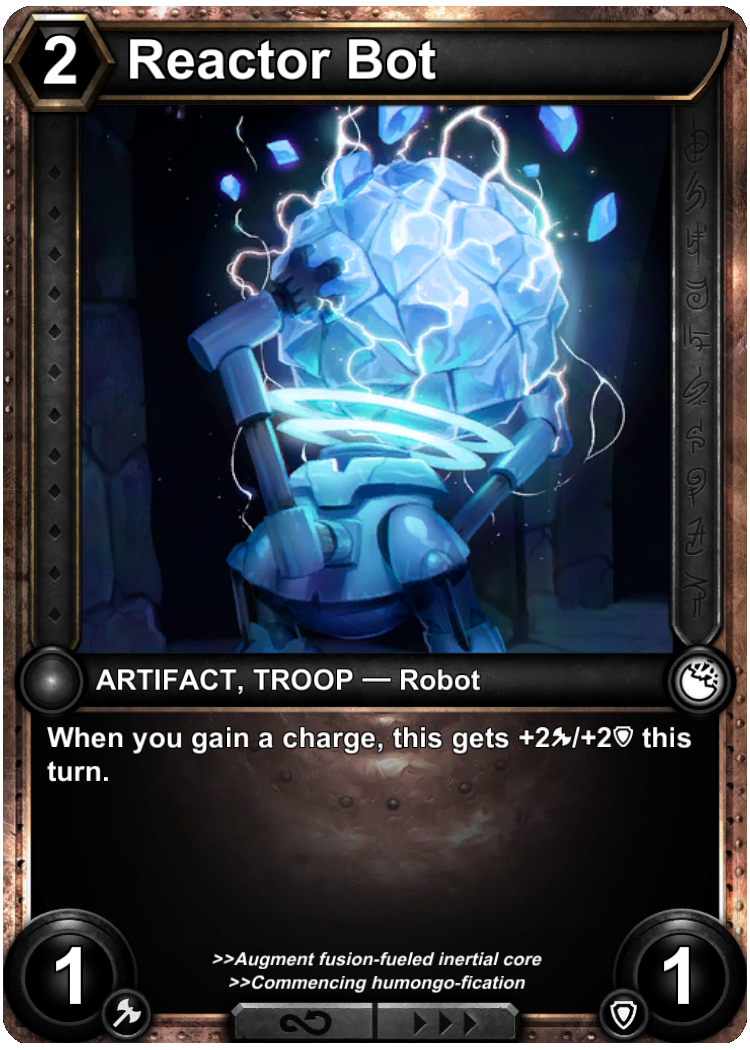 2
Reactor Bot
ARTIFACT, TROOP — Robot
When you gain a charge, this gets +2/+2 this
turn.
>>Augment fusion-fueled inertial core
>>Commencing humongo-fication
1
1